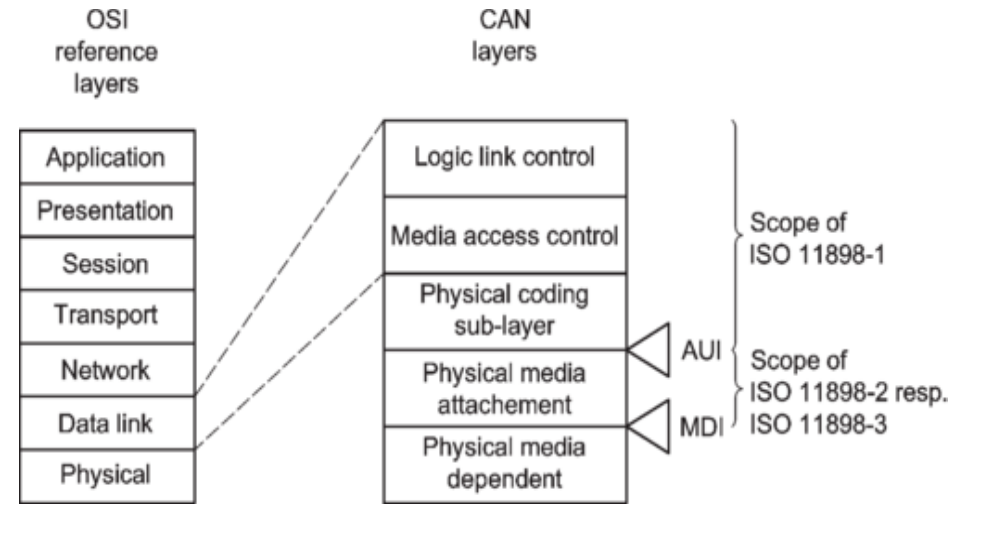 OSI
reference
layers
CAN
layers
Application
Presentation
Session
Transport
Network
Data link
Physical
Logic link control
Media access control
Physical coding
sub-layer
Physical media
attachement
Physical media
dependent
AUI
MDI
Scope of
ISO 11898-1
Scope of
ISO 11898-2 resp.
ISO 11898-3